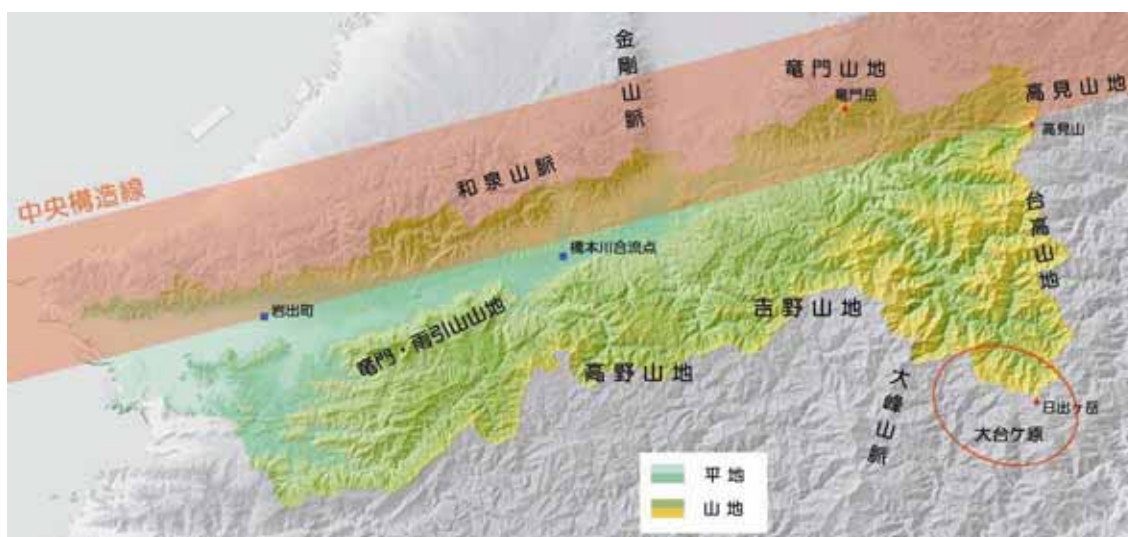 金剛山脈
竜門山地
竜門岳
高見山地
高見山
中央構造線
和泉山脈
台高山地
橋本川合流点
岩出町
竜門・雨引山山地
吉野山地
高野山地
大峰山脈
日出ヶ岳
大台ケ原
平地
山地